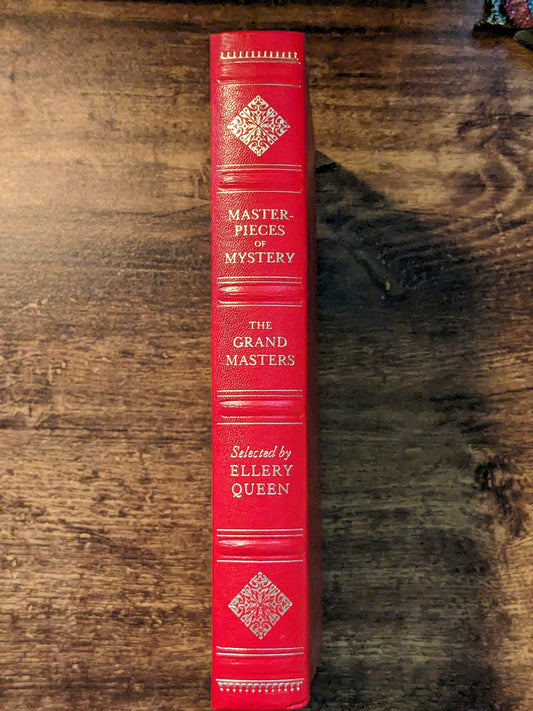 MASTER-
PIECES
OF
MYSTERY
THE
GRAND
MASTERS
Selected by
ELLERY
QUEEN